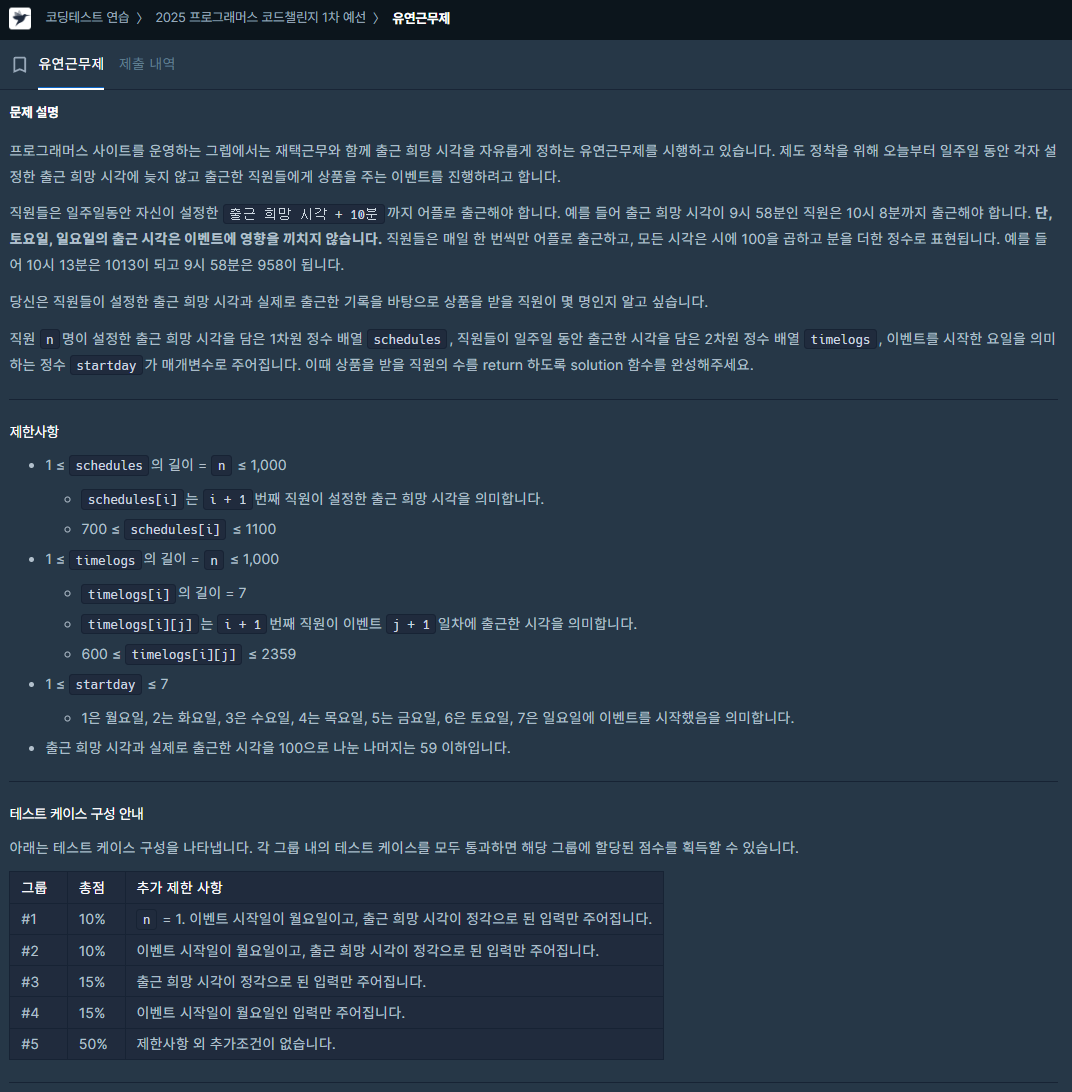 코딩테스트 연습 〉 2025 프로그래머스 코드챌린지 1차 예선 〉 유연근무제
유연근무제 제출 내역
문제 설명
프로그래머스 사이트를 운영하는 그렙에서는 재택근무와 함께 출근 희망 시각을 자유롭게 정하는 유연근무제를 시행하고 있습니다. 제도 정착을 위해 오늘부터 일주일 동안 각자 설
정한 출근 희망 시각에 늦지 않고 출근한 직원들에게 상품을 주는 이벤트를 진행하려고 합니다.
직원들은 일주일동안 자신이 설정한 출근 희망 시각 + 10분 까지 어플로 출근해야 합니다. 예를 들어 출근 희망 시각이 9시 58분인 직원은 10시 8분까지 출근해야 합니다. 단,
토요일, 일요일의 출근 시각은 이벤트에 영향을 끼치지 않습니다. 직원들은 매일 한 번씩만 어플로 출근하고, 모든 시각은 시에 100을 곱하고 분을 더한 정수로 표현됩니다. 예를 들
어 10시 13분은 1013이 되고 9시 58분은 958이 됩니다.
당신은 직원들이 설정한 출근 희망 시각과 실제로 출근한 기록을 바탕으로 상품을 받을 직원이 몇 명인지 알고 싶습니다.
직원 n 명이 설정한 출근 희망 시각을 담은 1차원 정수 배열 schedules , 직원들이 일주일 동안 출근한 시각을 담은 2차원 정수 배열 timelogs , 이벤트를 시작한 요일을 의미
하는 정수 startday 가 매개변수로 주어집니다. 이때 상품을 받을 직원의 수를 return 하도록 solution 함수를 완성해주세요.
제한사항
• 1 ≤ schedules 의 길이 = n ≤ 1,000
◦ schedules[i] 는 i + 1 번째 직원이 설정한 출근 희망 시각을 의미합니다.
◦ 700 ≤ schedules[i] ≤ 1100
• 1 ≤ timelogs 의 길이 = n ≤ 1,000
◦ timelogs[i] 의 길이 = 7
◦ timelogs[i][j] 는 i + 1 번째 직원이 이벤트 j + 1 일차에 출근한 시각을 의미합니다.
◦ 600 ≤ timelogs[i][j] ≤ 2359
• 1 ≤ startday ≤ 7
◦ 1은 월요일, 2는 화요일, 3은 수요일, 4는 목요일, 5는 금요일, 6은 토요일, 7은 일요일에 이벤트를 시작했음을 의미합니다.
• 출근 희망 시각과 실제로 출근한 시각을 100으로 나눈 나머지는 59 이하입니다.
테스트 케이스 구성 안내
아래는 테스트 케이스 구성을 나타냅니다. 각 그룹 내의 테스트 케이스를 모두 통과하면 해당 그룹에 할당된 점수를 획득할 수 있습니다.
그룹 총점 추가 제한 사항
#1 10% n = 1. 이벤트 시작일이 월요일이고, 출근 희망 시각이 정각으로 된 입력만 주어집니다.
#2 10% 이벤트 시작일이 월요일이고, 출근 희망 시각이 정각으로 된 입력만 주어집니다.
#3 15% 출근 희망 시각이 정각으로 된 입력만 주어집니다.
#4 15% 이벤트 시작일이 월요일인 입력만 주어집니다.
#5 50% 제한사항 외 추가조건이 없습니다.